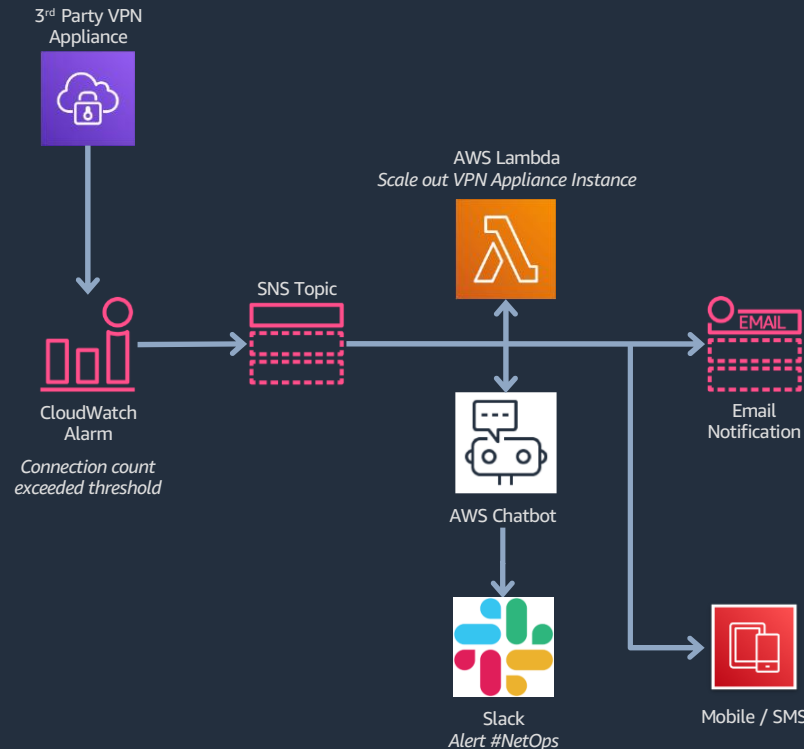 3rd Party VPN
Appliance
AWS Lambda
Scale out VPN Appliance Instance
SNS Topic
EMAIL
CloudWatch
Alarm
Connection count
exceeded threshold
Email
Notification
AWS Chatbot
Slack
Alert #NetOps
Mobile / SMS